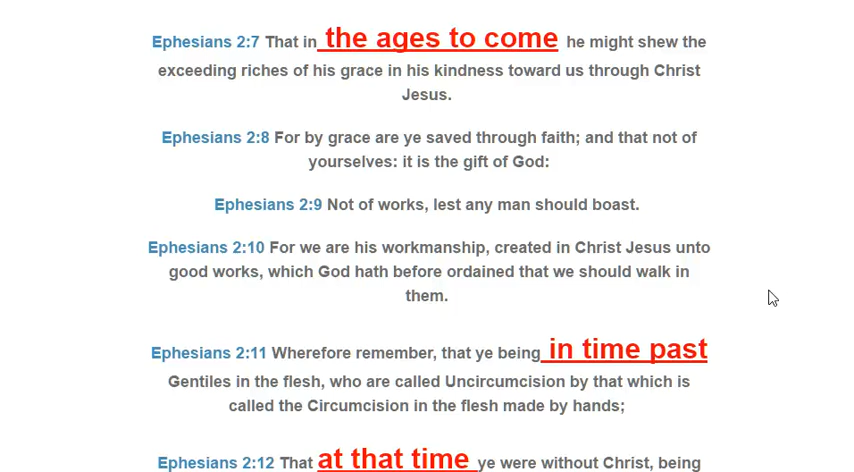 Ephesians 2:7 That in the ages to come he might shew the
exceeding riches of his grace in his kindness toward us through Christ
Jesus.
Ephesians 2:8 For by grace are ye saved through faith; and that not of
yourselves: it is the gift of God:
Ephesians 2:9 Not of works, lest any man should boast.
Ephesians 2:10 For we are his workmanship, created in Christ Jesus unto
good works, which God hath before ordained that we should walk in
them.
Ephesians 2:11 Wherefore remember, that ye being in time past
Gentiles in the flesh, who are called Uncircumcision by that which is
called the Circumcision in the flesh made by hands;
Ephesians 2:12 That at that time ye were without Christ, being